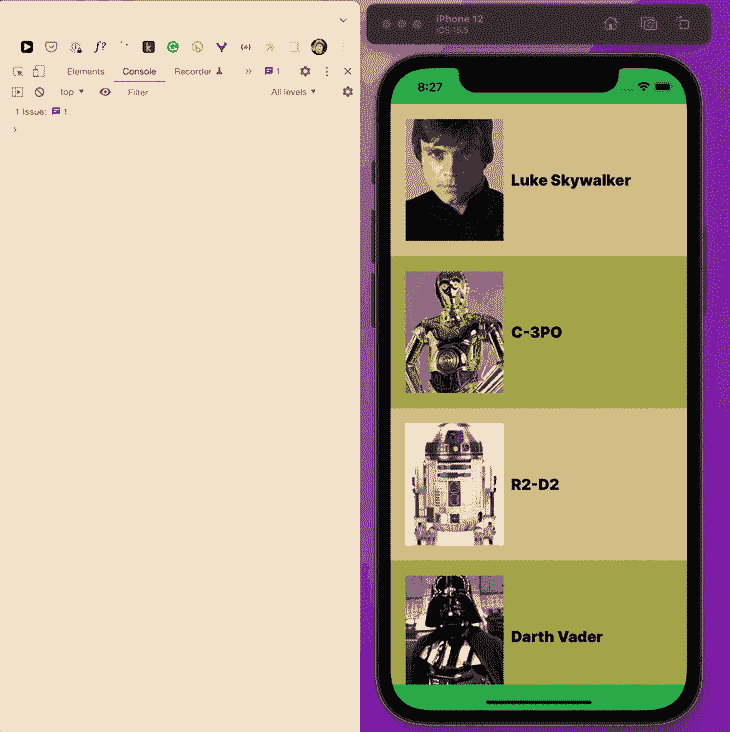 Elements Console Recorder 1
top Filter All levels
1 Issue: 1
iPhone 12
iOS 15.5
8:27
Luke Skywalker
C-3PO
R2-D2
Darth Vader